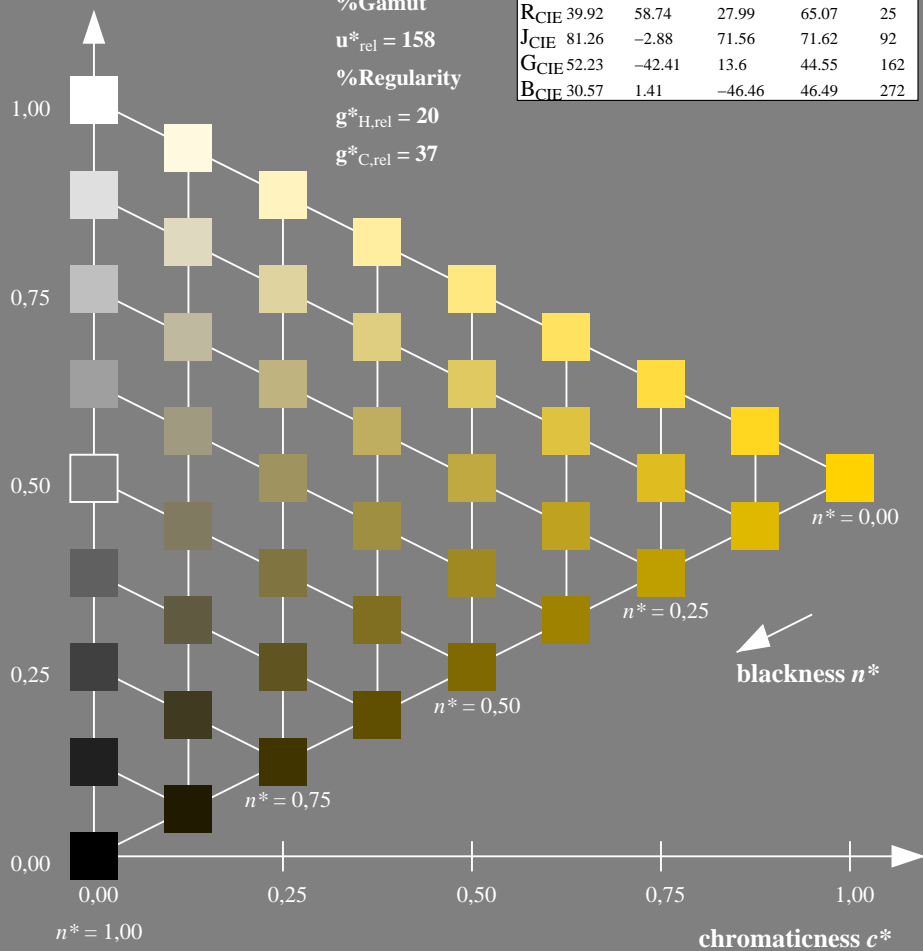 %Gamut
u*rel = 158
%Regularity
g*H,rel = 20
g*C,rel = 37
RCIE 39.92 58.74 27.99 65.07 25
JCIE 81.26 −2.88 71.56 71.62 92
GCIE 52.23 −42.41 13.6 44.55 162
BCIE 30.57 1.41 −46.46 46.49 272
1,00
0,75
0,50
n* = 0,00
n* = 0,25
0,25
blackness n*
n* = 0,50
n* = 0,75
0,00
0,00 0,25 0,50 0,75 1,00
n* = 1,00
chromaticness c*